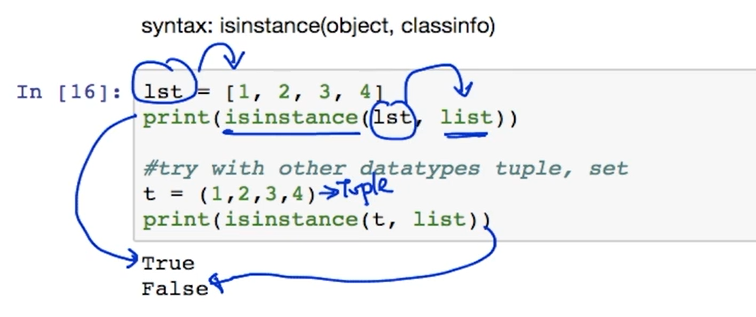 syntax: isinstance(object, classinfo)
In [16]: lst = [1, 2, 3, 4]
print(isinstance(lst, list))
#try with other datatypes tuple, set
t = (1,2,3,4) Tuple
print(isinstance(t, list))
True
False